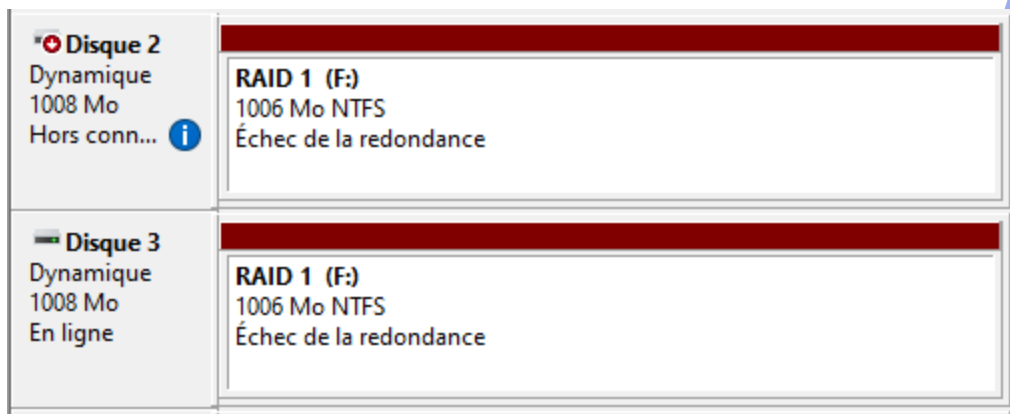 Disque 2
Dynamique
1008 Mo
Hors conn...
RAID 1 (F:)
1006 Mo NTFS
Échec de la redondance
Disque 3
Dynamique
1008 Mo
En ligne
RAID 1 (F:)
1006 Mo NTFS
Échec de la redondance